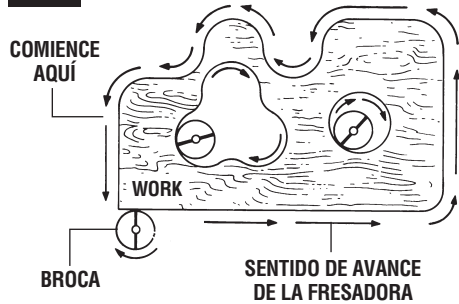 COMIENCE
AQUÍ
WORK
BROCA
SENTIDO DE AVANCE
DE LA FRESADORA